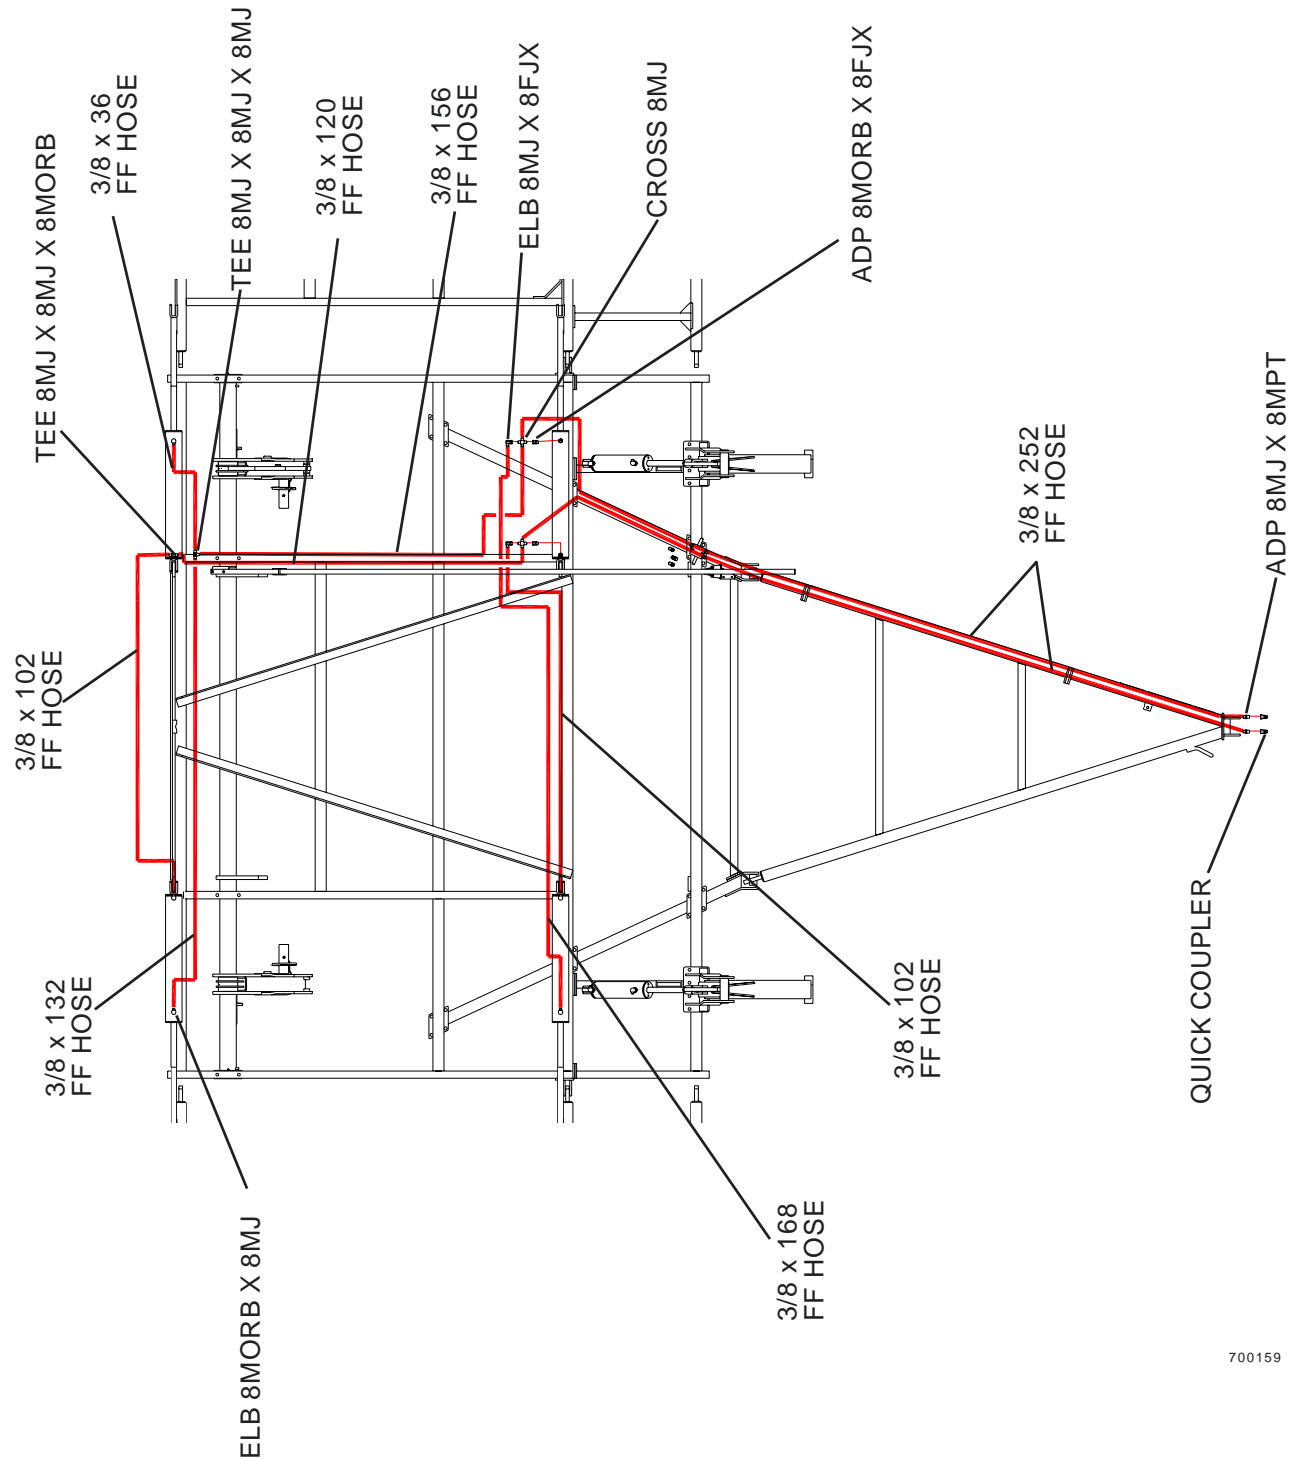 TEE 8MJ X 8MJ X 8MORB
3/8 x 36
FF HOSE
TEE 8MJ X 8MJ X 8MJ
3/8 x 120
FF HOSE
3/8 x 156
FF HOSE
ELB 8MJ X 8FJX
CROSS 8MJ
ADP 8MORB X 8FJX
3/8 x 252
FF HOSE
ADP 8MJ X 8MPT
3/8 x 102
FF HOSE
3/8 x 132
FF HOSE
ELB 8MORB X 8MJ
3/8 x 168
FF HOSE
3/8 x 102
FF HOSE
QUICK COUPLER
700159